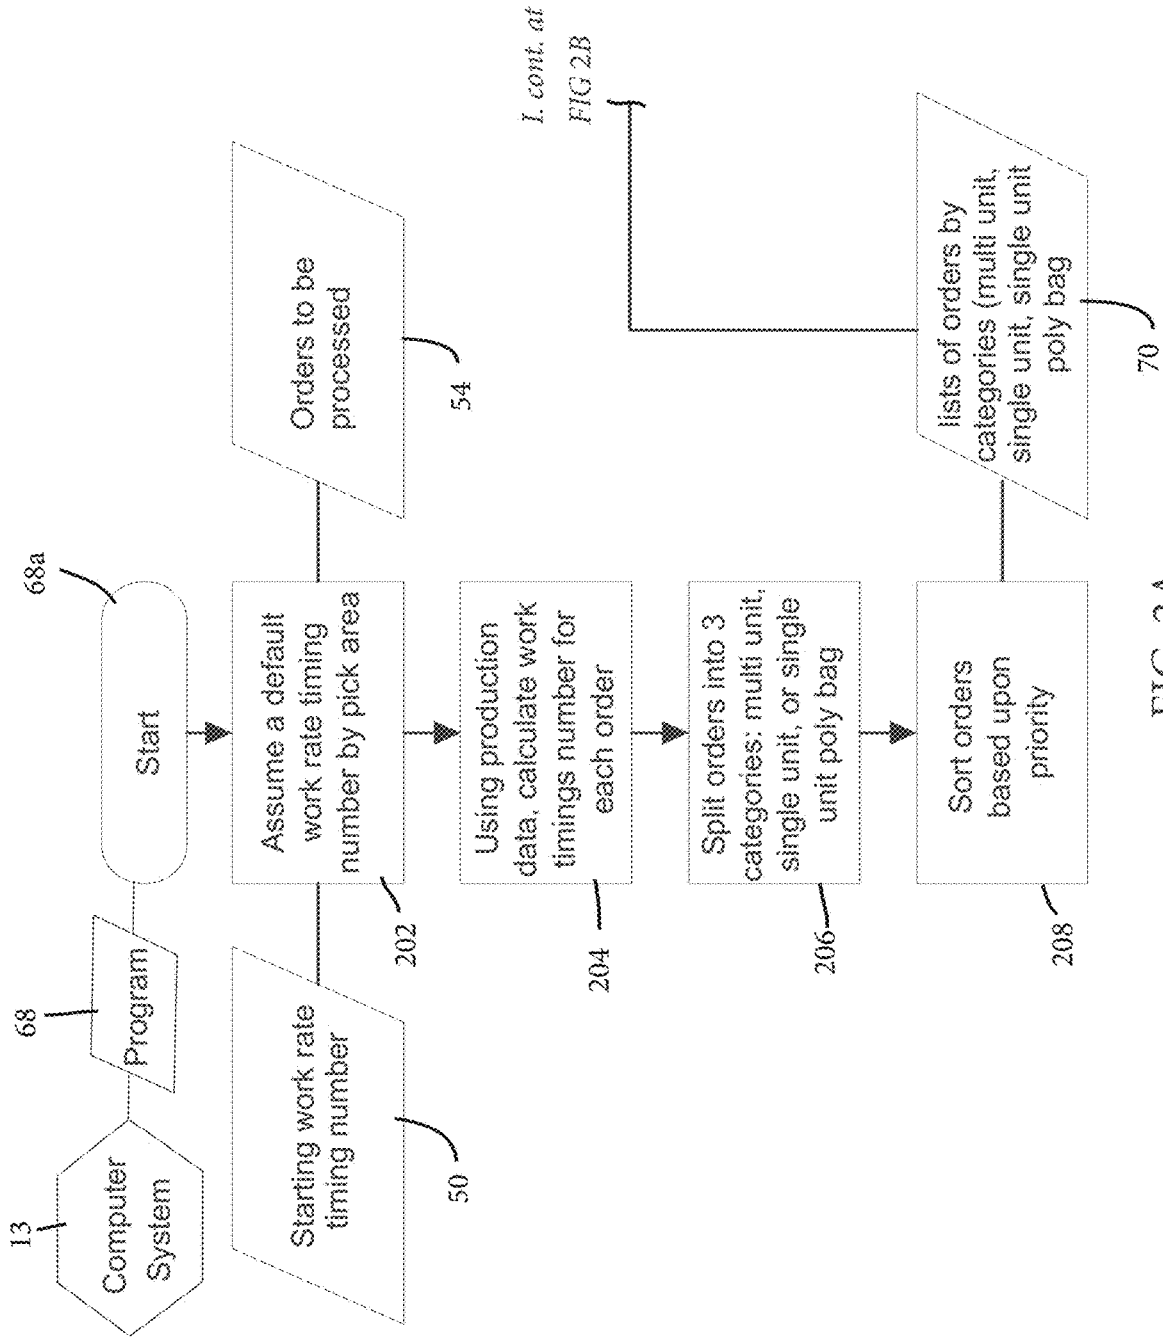 13
Computer
System
68
Program
68a
Start
Starting work rate
timing number
50
Assume a default
work rate timing
number by pick area
202
Orders to be
processed
54
Using production
data, calculate work
timings number for
each order
204
Split orders into 3
categories: multi unit,
single unit, or single
unit poly bag
206
Sort orders
based upon
priority
208
lists of orders by
categories (multi unit,
single unit, single unit
poly bag
70
I. cont. at
FIG 2B